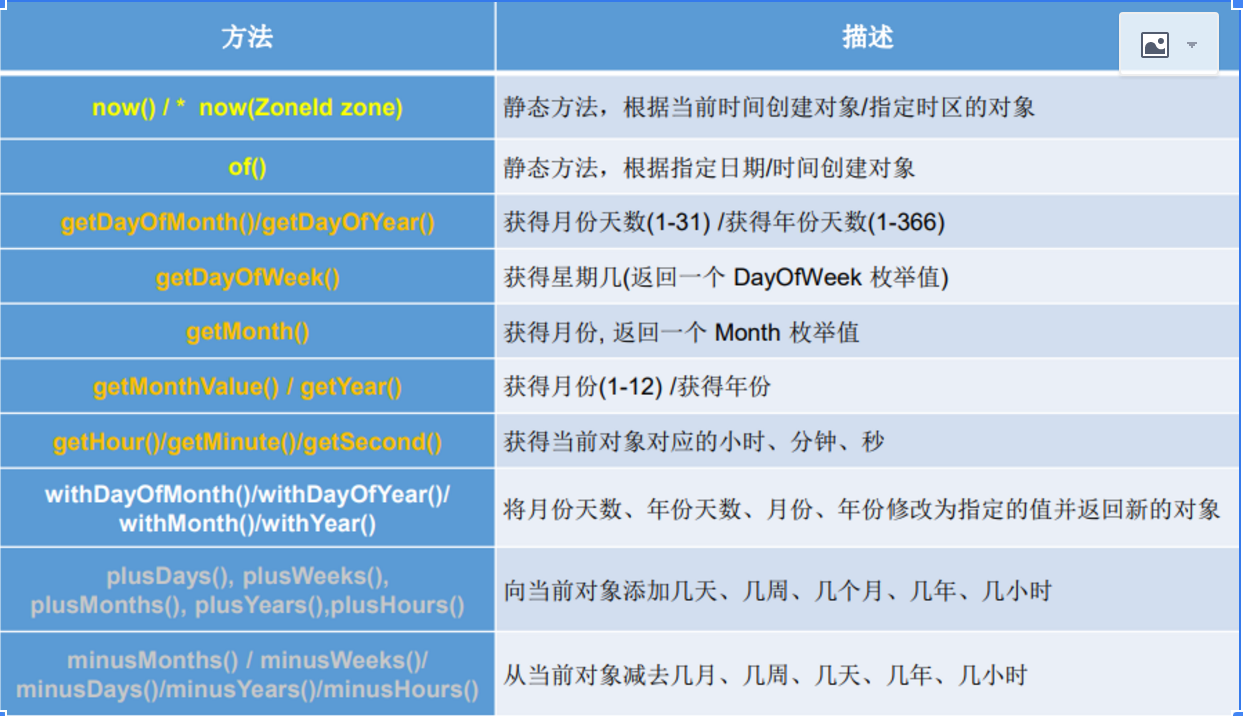 方法
描述
now() / *  now(ZoneId zone)
静态方法，根据当前时间创建对象/指定时区的对象
of()
静态方法，根据指定日期/时间创建对象
getDayOfMonth()/getDayOfYear()
获得月份天数(1-31) /获得年份天数(1-366)
getDayOfWeek()
获得星期几(返回一个 DayOfWeek 枚举值)
getMonth()
获得月份, 返回一个 Month 枚举值
getMonthValue() / getYear()
获得月份(1-12) /获得年份
getHour()/getMinute()/getSecond()
获得当前对象对应的小时、分钟、秒
withDayOfMonth()/withDayOfYear()/
withMonth()/withYear()
将月份天数、年份天数、月份、年份修改为指定的值并返回新的对象
plusDays(), plusWeeks(),
plusMonths(), plusYears(),plusHours()
向当前对象添加几天、几周、几个月、几年、几小时
minusMonths() / minusWeeks()/
minusDays()/minusYears()/minusHours()
从当前对象减去几月、几周、几天、几年、几小时